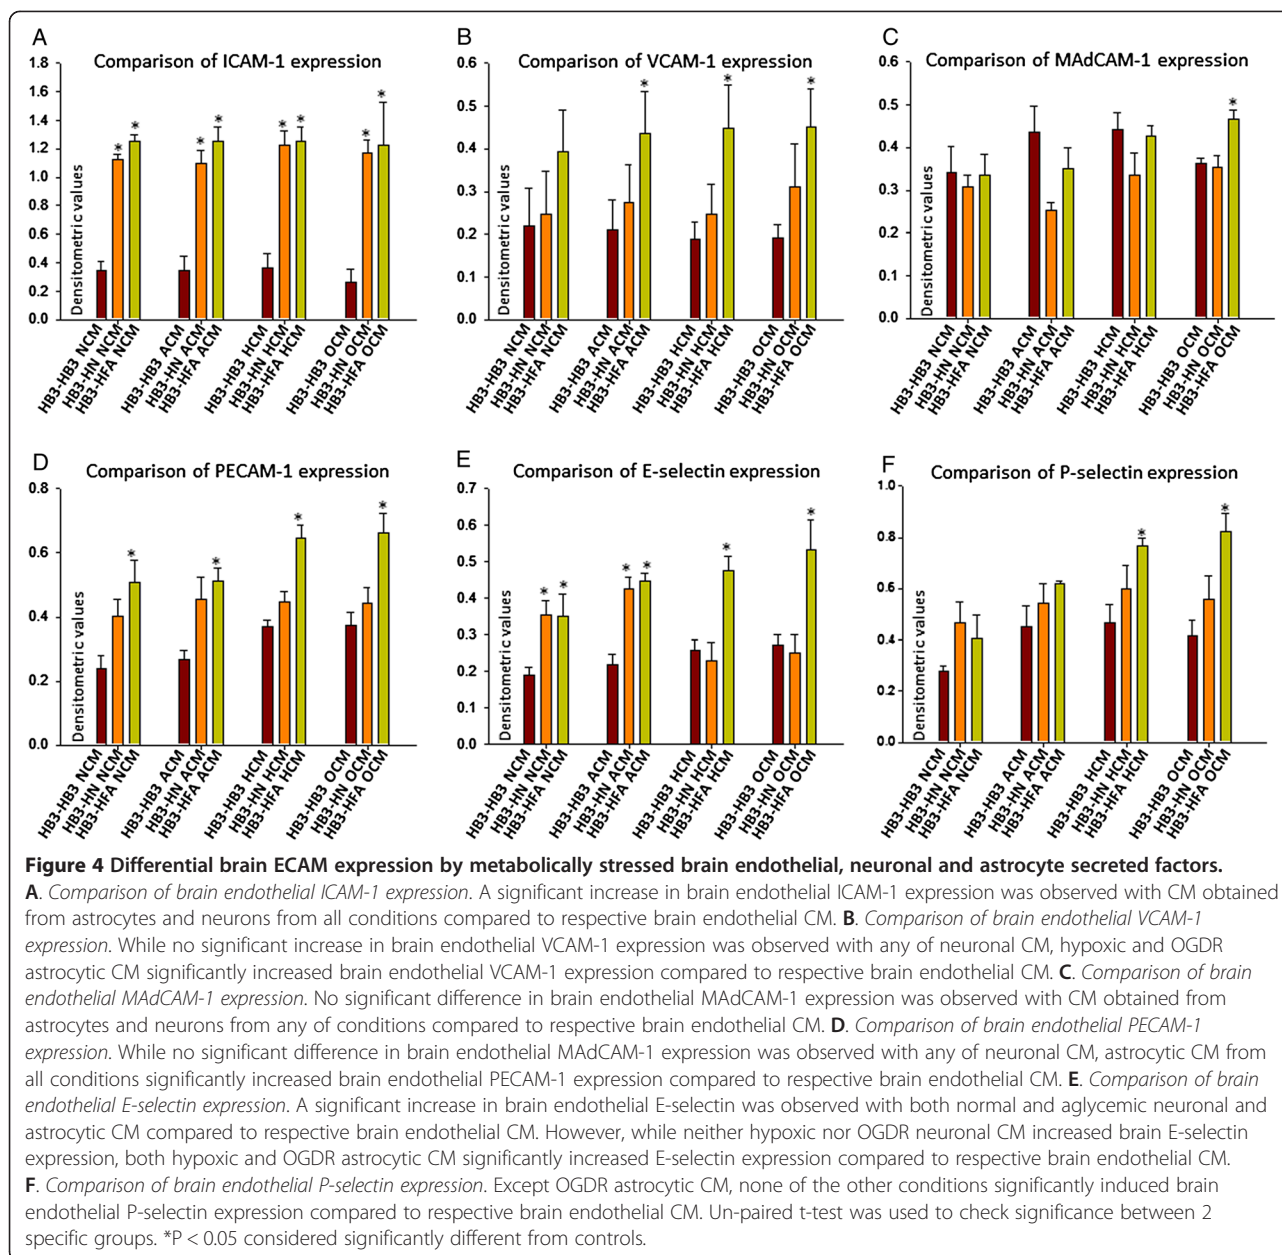 A
Comparison of ICAM-1 expression
Densitometric values
1.8
1.6
1.4
1.2
1.0
0.8
0.6
0.4
0.2
0.0
* * * * * * * *
HB3-HB3 NCM
HB3-HN NCM
HB3-HFA NCM
HB3-HB3 ACM
HB3-HN ACM
HB3-HFA ACM
HB3-HB3 HCM
HB3-HN HCM
HB3-HFA HCM
HB3-HB3 OCM
HB3-HN OCM
HB3-HFA OCM
B
Comparison of VCAM-1 expression
Densitometric values
0.6
0.5
0.4
0.3
0.2
0.1
0.0
* * *
HB3-HB3 NCM
HB3-HN NCM
HB3-HFA NCM
HB3-HB3 ACM
HB3-HN ACM
HB3-HFA ACM
HB3-HB3 HCM
HB3-HN HCM
HB3-HFA HCM
HB3-HB3 OCM
HB3-HN OCM
HB3-HFA OCM
C
Comparison of MAdCAM-1 expression
Densitometric values
0.6
0.5
0.4
0.3
0.2
0.1
0.0
*
HB3-HB3 NCM
HB3-HN NCM
HB3-HFA NCM
HB3-HB3 ACM
HB3-HN ACM
HB3-HFA ACM
HB3-HB3 HCM
HB3-HN HCM
HB3-HFA HCM
HB3-HB3 OCM
HB3-HN OCM
HB3-HFA OCM
D
Comparison of PECAM-1 expression
Densitometric values
0.8
0.6
0.4
0.2
0.0
* * * *
HB3-HB3 NCM
HB3-HN NCM
HB3-HFA NCM
HB3-HB3 ACM
HB3-HN ACM
HB3-HFA ACM
HB3-HB3 HCM
HB3-HN HCM
HB3-HFA HCM
HB3-HB3 OCM
HB3-HN OCM
HB3-HFA OCM
E
Comparison of E-selectin expression
Densitometric values
0.7
0.6
0.5
0.4
0.3
0.2
0.1
0.0
* * * * * *
HB3-HB3 NCM
HB3-HN NCM
HB3-HFA NCM
HB3-HB3 ACM
HB3-HN ACM
HB3-HFA ACM
HB3-HB3 HCM
HB3-HN HCM
HB3-HFA HCM
HB3-HB3 OCM
HB3-HN OCM
HB3-HFA OCM
F
Comparison of P-selectin expression
Densitometric values
1.0
0.8
0.6
0.4
0.2
0.0
* *
HB3-HB3 NCM
HB3-HN NCM
HB3-HFA NCM
HB3-HB3 ACM
HB3-HN ACM
HB3-HFA ACM
HB3-HB3 HCM
HB3-HN HCM
HB3-HFA HCM
HB3-HB3 OCM
HB3-HN OCM
HB3-HFA OCM
Figure 4 Differential brain ECAM expression by metabolically stressed brain endothelial, neuronal and astrocyte secreted factors.
A. Comparison of brain endothelial ICAM-1 expression. A significant increase in brain endothelial ICAM-1 expression was observed with CM obtained
from astrocytes and neurons from all conditions compared to respective brain endothelial CM. B. Comparison of brain endothelial VCAM-1
expression. While no significant increase in brain endothelial VCAM-1 expression was observed with any of neuronal CM, hypoxic and OGDR
astrocytic CM significantly increased brain endothelial VCAM-1 expression compared to respective brain endothelial CM. C. Comparison of brain
endothelial MAdCAM-1 expression. No significant difference in brain endothelial MAdCAM-1 expression was observed with CM obtained from
astrocytes and neurons from any of conditions compared to respective brain endothelial CM. D. Comparison of brain endothelial PECAM-1
expression. While no significant difference in brain endothelial MAdCAM-1 expression was observed with any of neuronal CM, astrocytic CM from
all conditions significantly increased brain endothelial PECAM-1 expression compared to respective brain endothelial CM. E. Comparison of brain
endothelial E-selectin expression. A significant increase in brain endothelial E-selectin was observed with both normal and aglycemic neuronal and
astrocytic CM compared to respective brain endothelial CM. However, while neither hypoxic nor OGDR neuronal CM increased brain E-selectin
expression, both hypoxic and OGDR astrocytic CM significantly increased E-selectin expression compared to respective brain endothelial CM.
F. Comparison of brain endothelial P-selectin expression. Except OGDR astrocytic CM, none of the other conditions significantly induced brain
endothelial P-selectin expression compared to respective brain endothelial CM. Un-paired t-test was used to check significance between 2
specific groups. *P < 0.05 considered significantly different from controls.